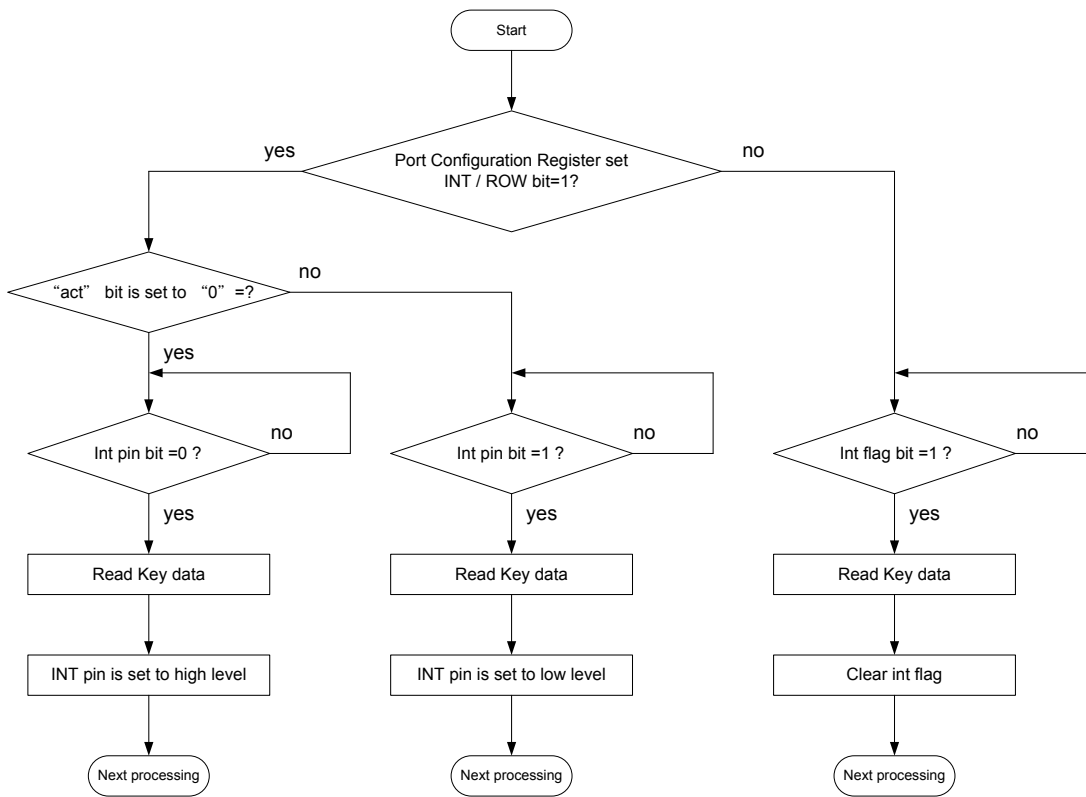 Start
yes
Port Configuration Register set
INT / ROW bit=1?
no
“act” bit is set to “0” =?
no
yes
Int pin bit =0 ?
no
Int pin bit =1 ?
no
Int flag bit =1 ?
no
yes
yes
yes
Read Key data
Read Key data
Read Key data
INT pin is set to high level
INT pin is set to low level
Clear int flag
Next processing
Next processing
Next processing